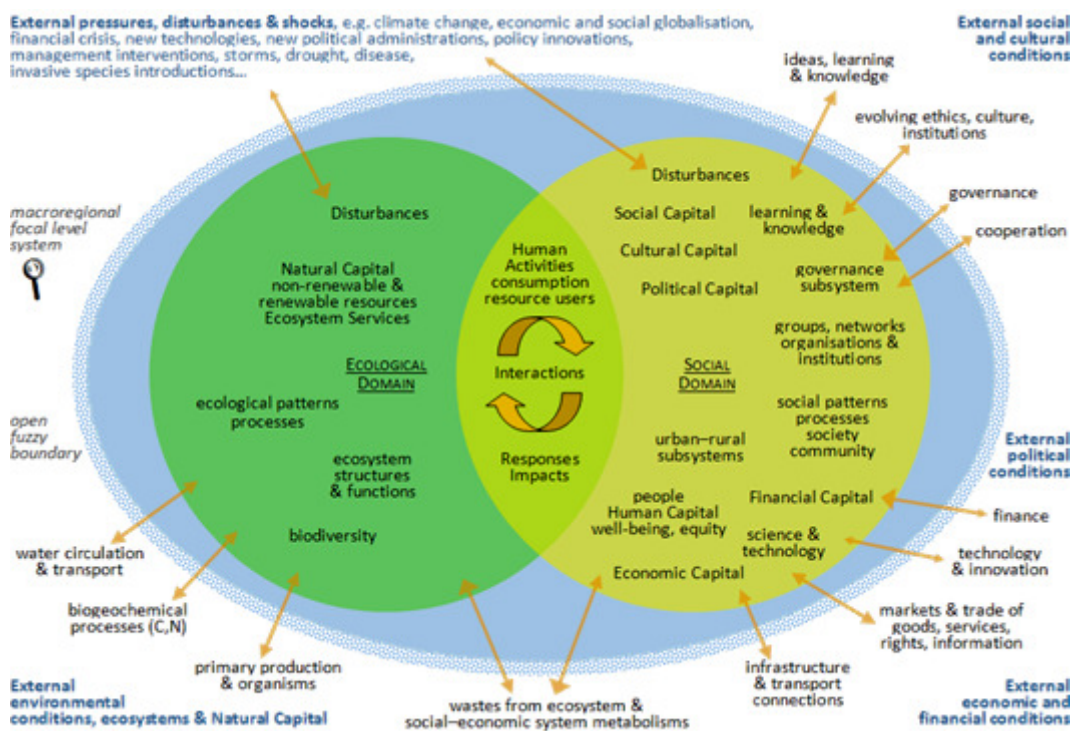 External pressures, disturbances & shocks, e.g. climate change, economic and social globalisation,
financial crisis, new technologies, new political administrations, policy innovations,
management interventions, storms, drought, disease,
invasive species introductions...
External social
and cultural
conditions
ideas, learning
& knowledge
evolving ethics, culture,
institutions
governance
cooperation
macroregional
focal level
system
open
fuzzy
boundary
Disturbances
Natural Capital
non-renewable &
renewable resources
Ecosystem Services
ECOLOGICAL
DOMAIN
ecological patterns
processes
ecosystem
structures
& functions
biodiversity
Human
Activities
consumption
resource users
Interactions
Responses
Impacts
Disturbances
Social Capital
learning &
knowledge
Cultural Capital
Political Capital
governance
subsystem
groups, networks
organisations &
institutions
SOCIAL
DOMAIN
social patterns
processes
society
community
urban–rural
subsystems
people
Human Capital
well-being, equity
Financial Capital
science &
technology
Economic Capital
External
political
conditions
finance
technology
& innovation
markets & trade of
goods, services,
rights, information
infrastructure
& transport
connections
wastes from ecosystem &
social–economic system metabolisms
water circulation
& transport
biogeochemical
processes (C,N)
primary production
& organisms
External
environmental
conditions, ecosystems & Natural Capital
External
economic and
financial conditions